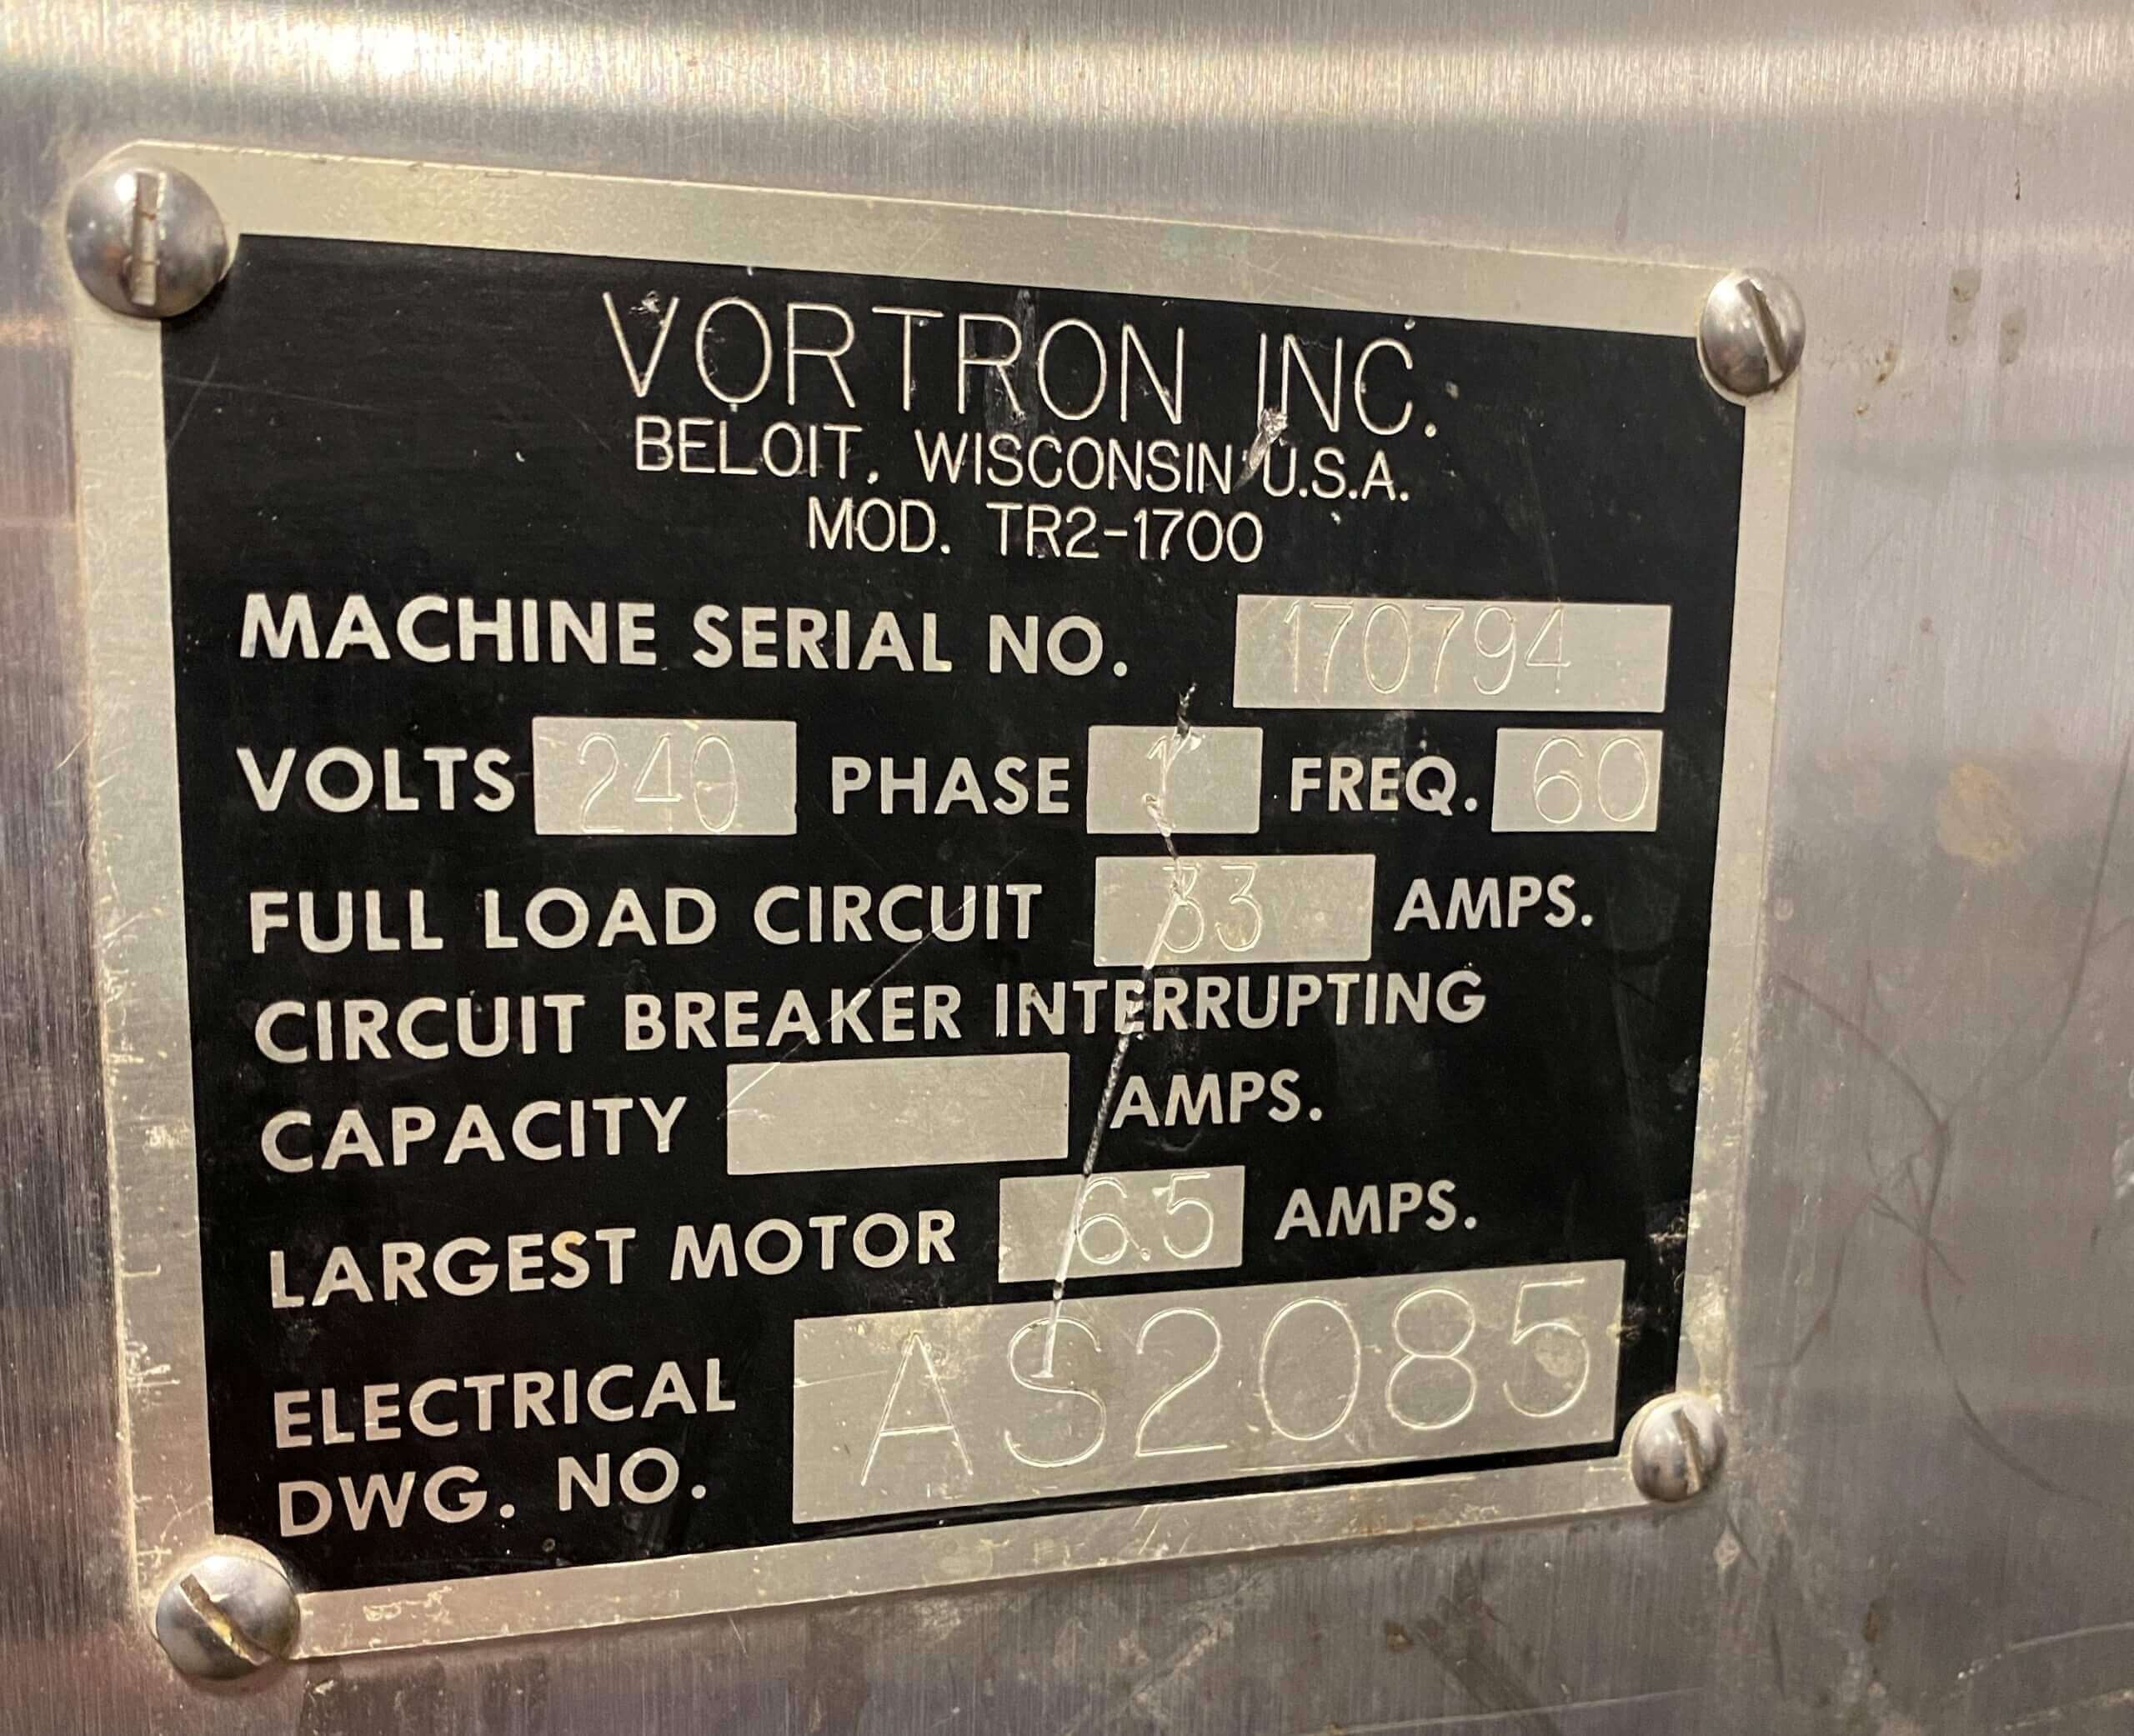 VORTRON INC.
BELOIT, WISCONSIN U.S.A.
MOD. TR2-1700
MACHINE SERIAL NO. 170794
VOLTS 240 PHASE 1 FREQ. 60
FULL LOAD CIRCUIT 33 AMPS.
CIRCUIT BREAKER INTERRUPTING
CAPACITY AMPS.
LARGEST MOTOR 6.5 AMPS.
ELECTRICAL
DWG. NO. AS2085